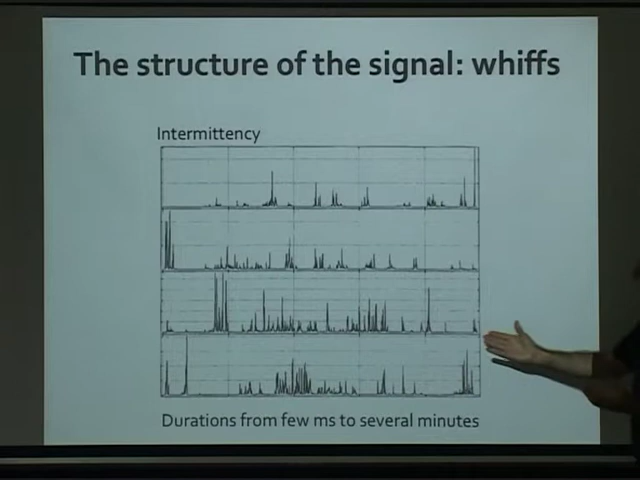 The structure of the signal: whiffs
Intermittency
Durations from few ms to several minutes